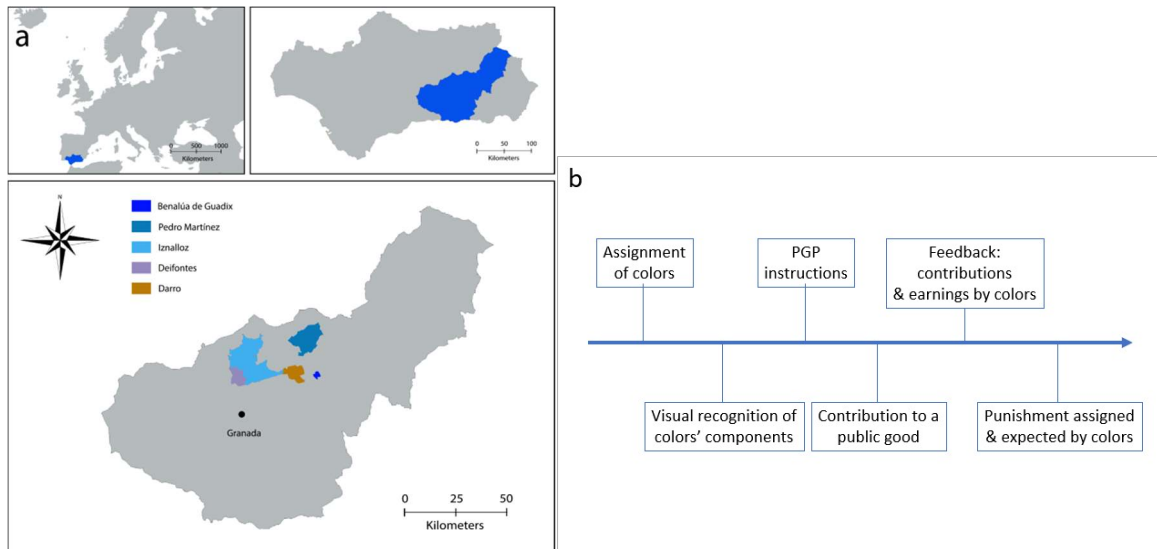 a
0 500 1000
Kilometers
0 50 100
Kilometers
N
Benalúa de Guadix
Pedro Martínez
Iznalloz
Deifontes
Darro
Granada
0 25 50
Kilometers
b
Assignment
of colors
PGP
instructions
Feedback:
contributions
& earnings by colors
Visual recognition of
colors’ components
Contribution to a
public good
Punishment assigned
& expected by colors